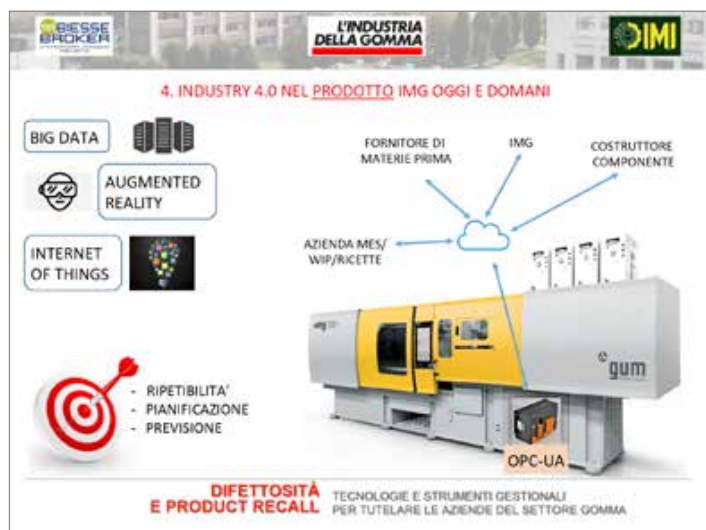 BIESSE
BROKER
L'INDUSTRIA
DELLA GOMMA
DIMI
4. INDUSTRY 4.0 NEL PRODOTTO IMG OGGI E DOMANI
BIG DATA
AUGMENTED
REALITY
INTERNET
OF THINGS
FORNITORE DI
MATERIE PRIMA
IMG
COSTRUTTORE
COMPONENTE
AZIENDA MES/
WIP/RICETTE
gum
- RIPETIBILITA'
- PIANIFICAZIONE
- PREVISIONE
OPC-UA
DIFETTOSITÀ
E PRODUCT RECALL
TECNOLOGIE E STRUMENTI GESTIONALI
PER TUTELARE LE AZIENDE DEL SETTORE GOMMA